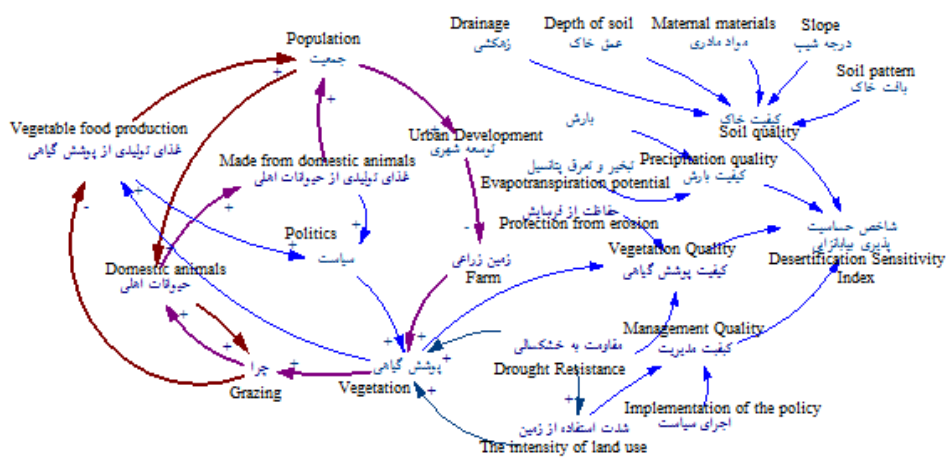 Drainage
زهکشی
Depth of soil
عمق خاک
Maternal materials
مواد مادری
Slope
درجه شیب
Population
جمعیت
Soil pattern
بافت خاک
Vegetable food production
غذای تولیدی از پوشش گیاهی
Urban Development
توسعه شهری
بارش
کیفیت خاک
Soil quality
Made from domestic animals
غذای تولیدی از حیوانات اهلی
تبخیر و تعرق پتانسیل
Evapotranspiration potential
Precipitation quality
کیفیت بارش
حفاظت از فرسایش
Protection from erosion
شاخص حساسیت
پذیری بیابانزایی
Desertification Sensitivity
Index
Politics
سیاست
زمین زراعی
Farm
Vegetation Quality
کیفیت پوشش گیاهی
Domestic animals
حیوانات اهلی
Management Quality
کیفیت مدیریت
مقاومت به خشکسالی
Drought Resistance
چرا
Grazing
پوشش گیاهی
Vegetation
Implementation of the policy
اجرای سیاست
شدت استفاده از زمین
The intensity of land use